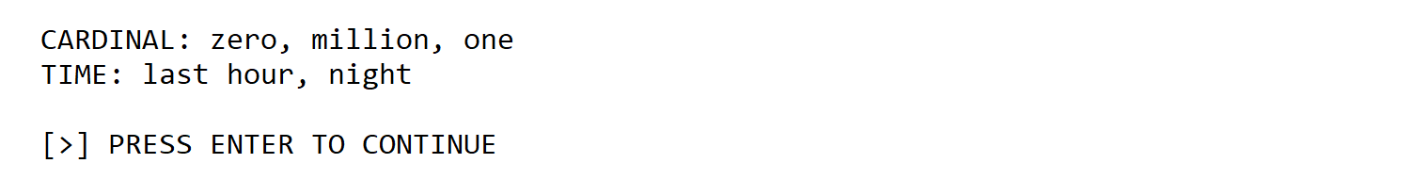 CARDINAL: zero, million, one
TIME: last hour, night
[>] PRESS ENTER TO CONTINUE